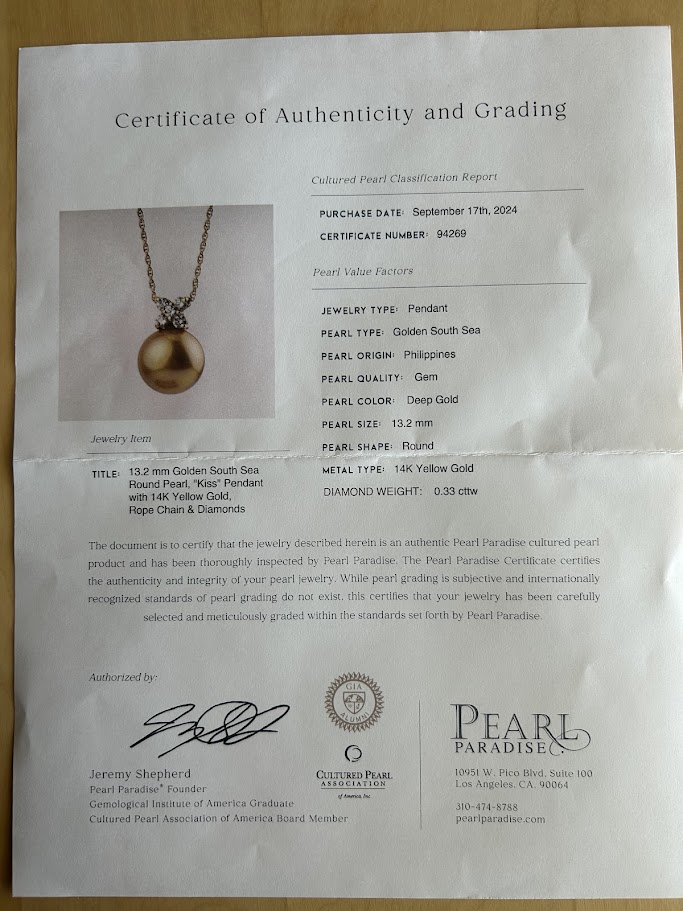 Certificate of Authenticity and Grading
Cultured Pearl Classification Report
PURCHASE DATE: September 17th, 2024
CERTIFICATE NUMBER: 94269
Pearl Value Factors
JEWELRY TYPE: Pendant
PEARL TYPE: Golden South Sea
PEARL ORIGIN: Philippines
PEARL QUALITY: Gem
PEARL COLOR: Deep Gold
PEARL SIZE: 13.2 mm
PEARL SHAPE: Round
METAL TYPE: 14K Yellow Gold
DIAMOND WEIGHT: 0.33 cttw
Jewelry Item
TITLE: 13.2 mm Golden South Sea
Round Pearl, "Kiss" Pendant
with 14K Yellow Gold,
Rope Chain & Diamonds
The document is to certify that the jewelry described herein is an authentic Pearl Paradise cultured pearl
product and has been thoroughly inspected by Pearl Paradise. The Pearl Paradise Certificate certifies
the authenticity and integrity of your pearl jewelry. While pearl grading is subjective and internationally
recognized standards of pearl grading do not exist, this certifies that your jewelry has been carefully
selected and meticulously graded within the standards set forth by Pearl Paradise.
Authorized by:
Jeremy Shepherd
Pearl Paradise® Founder
Gemological Institute of America Graduate
Cultured Pearl Association of America Board Member
GIA
ALUMNI
CULTURED PEARL
ASSOCIATION
of America, Inc.
PEARL
PARADISE
10951 W. Pico Blvd. Suite 100
Los Angeles, CA. 90064
310-474-8788
pearlparadise.com